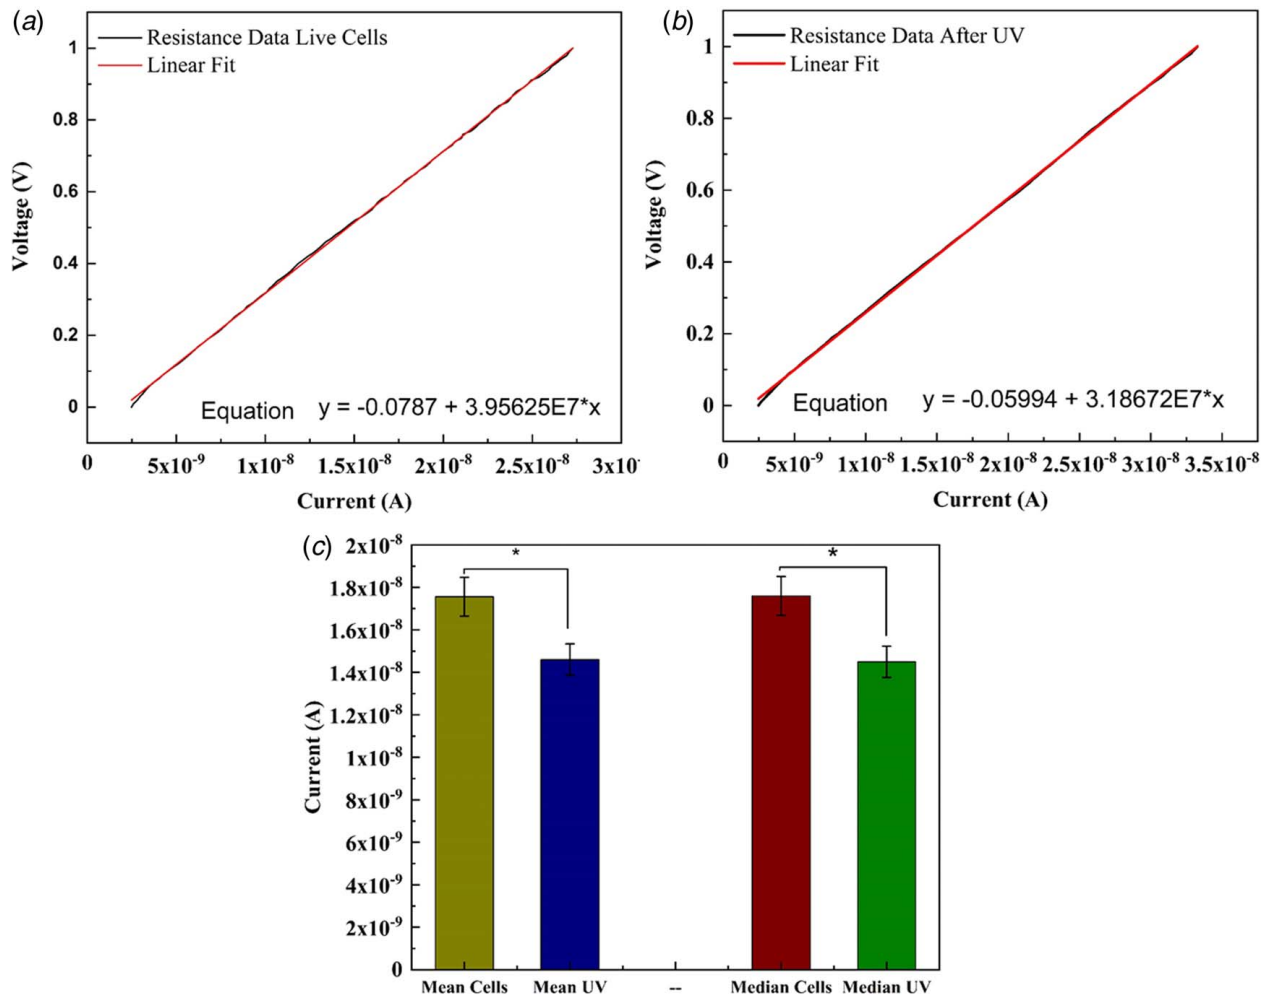 (a)
Resistance Data Live Cells
Linear Fit
1
0.8
0.6
0.4
0.2
0
Voltage (V)
Equation y = -0.0787 + 3.95625E7*x
0 5x10⁻⁹ 1x10⁻⁸ 1.5x10⁻⁸ 2x10⁻⁸ 2.5x10⁻⁸ 3x10⁻
Current (A)
(b)
Resistance Data After UV
Linear Fit
1
0.8
0.6
0.4
0.2
0
Voltage (V)
Equation y = -0.05994 + 3.18672E7*x
0 5x10⁻⁹ 1x10⁻⁸ 1.5x10⁻⁸ 2x10⁻⁸ 2.5x10⁻⁸ 3x10⁻⁸ 3.5x10⁻⁸
Current (A)
(c)
* *
2x10⁻⁸
1.8x10⁻⁸
1.6x10⁻⁸
1.4x10⁻⁸
1.2x10⁻⁸
1x10⁻⁸
8x10⁻⁹
6x10⁻⁹
4x10⁻⁹
2x10⁻⁹
0
Current (A)
Mean Cells Mean UV -- Median Cells Median UV